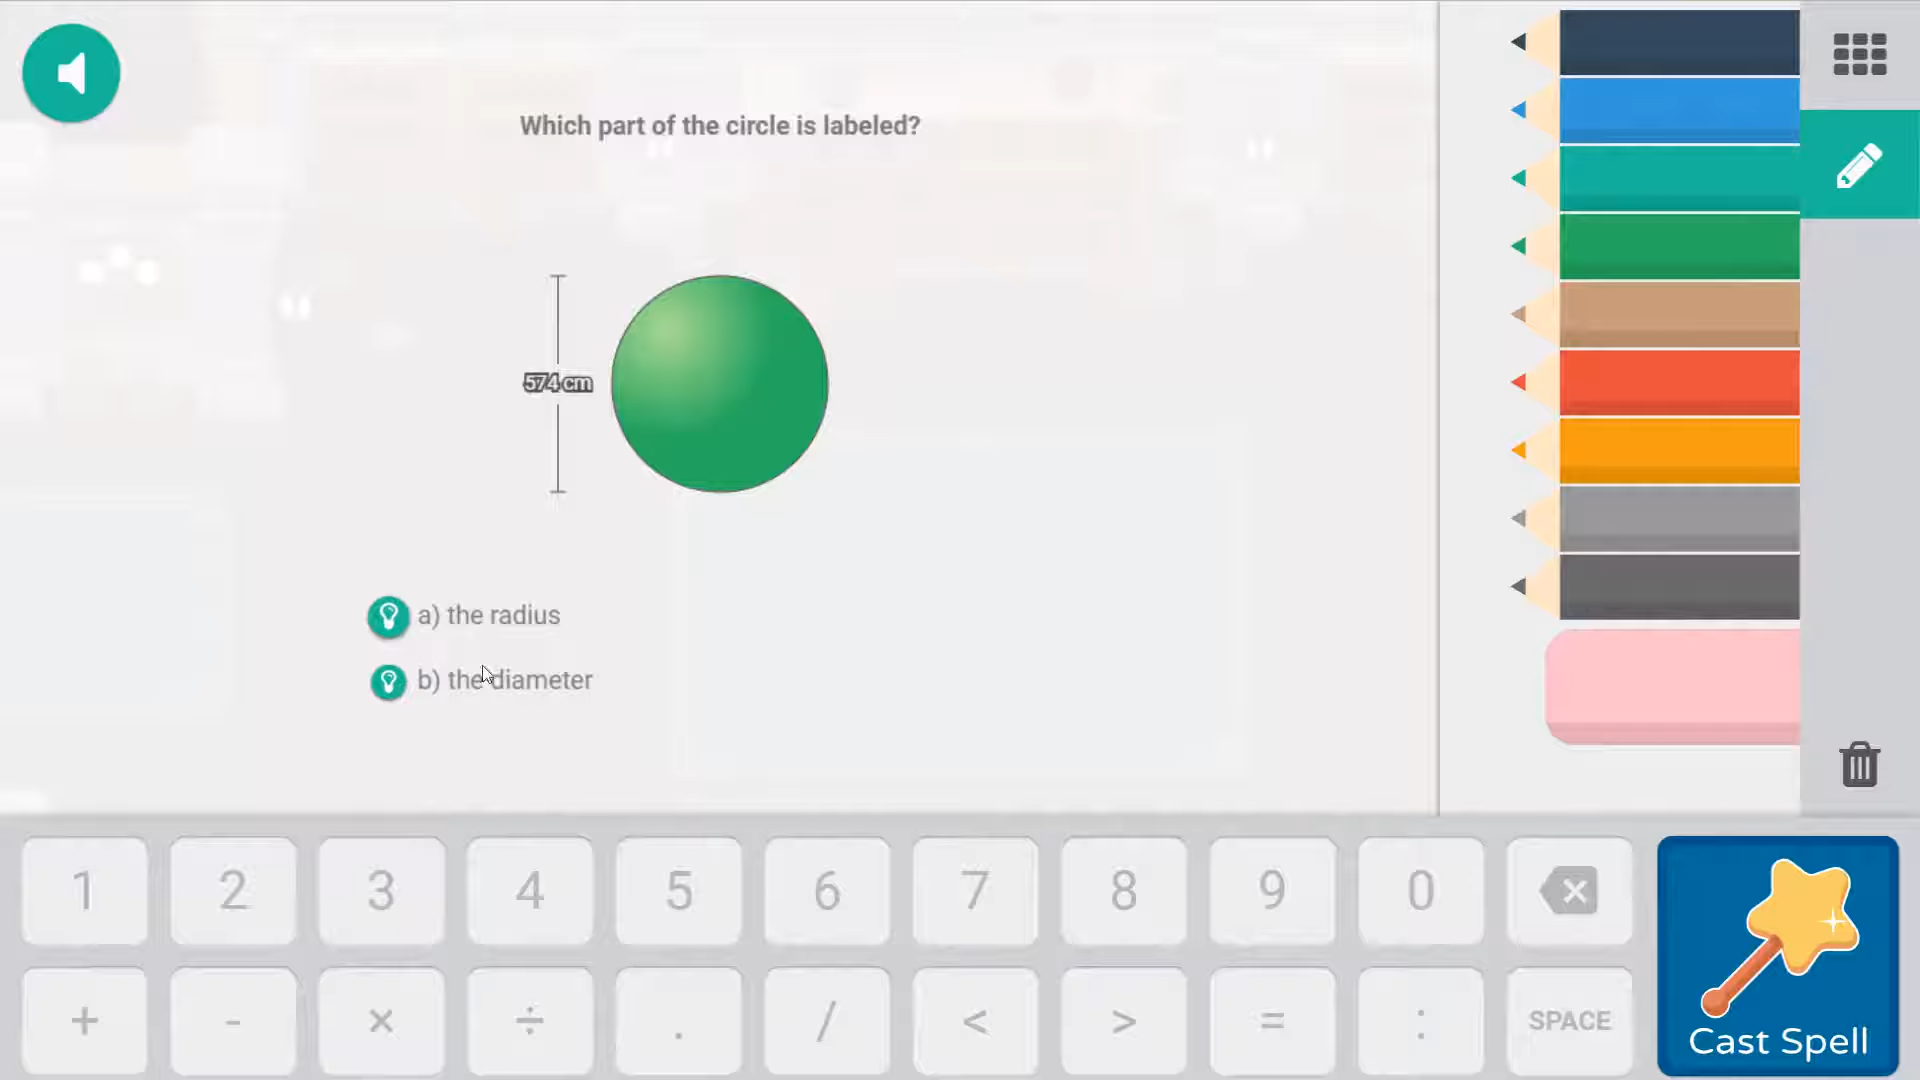 Which part of the circle is labeled?
574 cm
a) the radius
b) the diameter
1 2 3 4 5 6 7 8 9 0
+ - × ÷ . / < > = : SPACE
Cast Spell